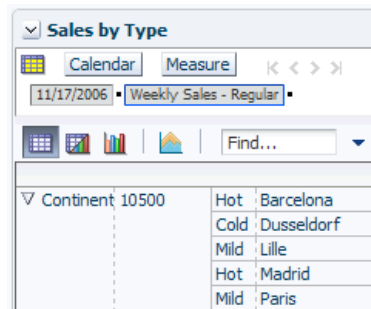 Sales by Type
Calendar Measure
11/17/2006 Weekly Sales - Regular
Find...
Continent 10500 Hot Barcelona
Cold Dusseldorf
Mild Lille
Hot Madrid
Mild Paris